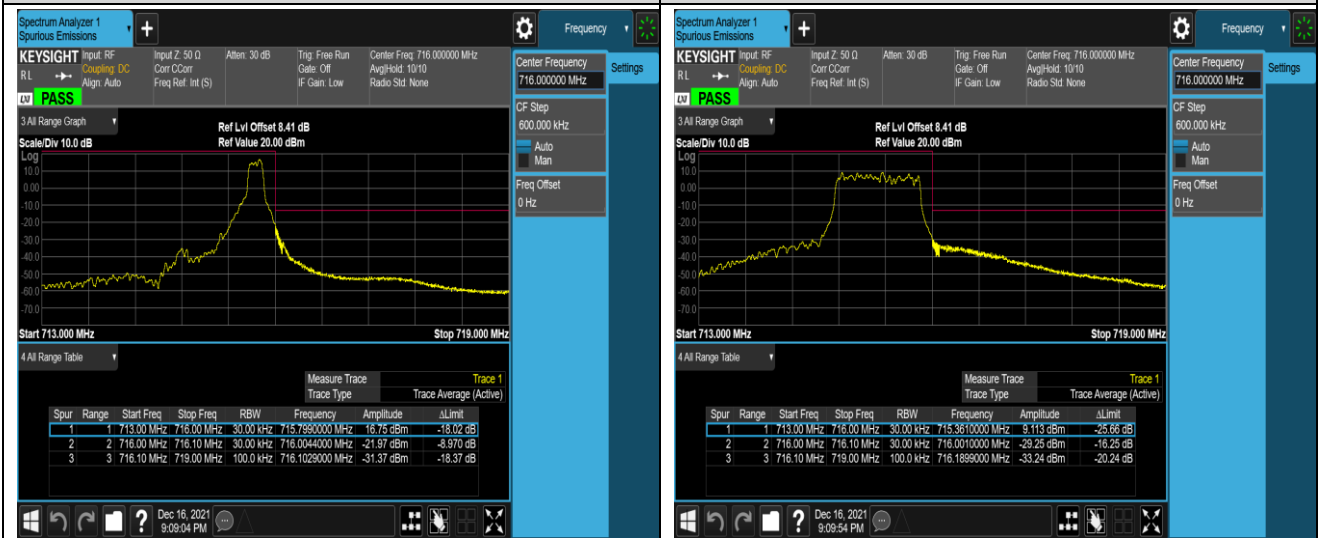 Spectrum Analyzer 1
Spurious Emissions
+
Frequency
KEYSIGHT Input: RF Input Z: 50 Ω Atten: 30 dB Trig: Free Run Center Freq: 716.000000 MHz
Coupling: DC Corr CCorr Gate: Off Avg|Hold: 10/10
RL Align: Auto Freq Ref: Int (S) IF Gain: Low Radio Std: None
LXI PASS
3 All Range Graph
Ref Lvl Offset 8.41 dB
Scale/Div 10.0 dB Ref Value 20.00 dBm
Log
10.0
0.00
-10.0
-20.0
-30.0
-40.0
-50.0
-60.0
-70.0
Start 713.000 MHz Stop 719.000 MHz
4 All Range Table
Measure Trace Trace 1
Trace Type Trace Average (Active)
Spur Range Start Freq Stop Freq RBW Frequency Amplitude ΔLimit
1 1 713.00 MHz 716.00 MHz 30.00 kHz 715.7990000 MHz 16.75 dBm -18.02 dB
2 2 716.00 MHz 716.10 MHz 30.00 kHz 716.0044000 MHz -21.97 dBm -8.970 dB
3 3 716.10 MHz 719.00 MHz 100.0 kHz 716.1029000 MHz -31.37 dBm -18.37 dB
? Dec 16, 2021
9:09:04 PM
Center Frequency
716.000000 MHz
Settings
CF Step
600.000 kHz
Auto
Man
Freq Offset
0 Hz
Spectrum Analyzer 1
Spurious Emissions
+
Frequency
KEYSIGHT Input: RF Input Z: 50 Ω Atten: 30 dB Trig: Free Run Center Freq: 716.000000 MHz
Coupling: DC Corr CCorr Gate: Off Avg|Hold: 10/10
RL Align: Auto Freq Ref: Int (S) IF Gain: Low Radio Std: None
LXI PASS
3 All Range Graph
Ref Lvl Offset 8.41 dB
Scale/Div 10.0 dB Ref Value 20.00 dBm
Log
10.0
0.00
-10.0
-20.0
-30.0
-40.0
-50.0
-60.0
-70.0
Start 713.000 MHz Stop 719.000 MHz
4 All Range Table
Measure Trace Trace 1
Trace Type Trace Average (Active)
Spur Range Start Freq Stop Freq RBW Frequency Amplitude ΔLimit
1 1 713.00 MHz 716.00 MHz 30.00 kHz 715.3610000 MHz 9.113 dBm -25.66 dB
2 2 716.00 MHz 716.10 MHz 30.00 kHz 716.0010000 MHz -29.25 dBm -16.25 dB
3 3 716.10 MHz 719.00 MHz 100.0 kHz 716.1899000 MHz -33.24 dBm -20.24 dB
? Dec 16, 2021
9:09:54 PM
Center Frequency
716.000000 MHz
Settings
CF Step
600.000 kHz
Auto
Man
Freq Offset
0 Hz